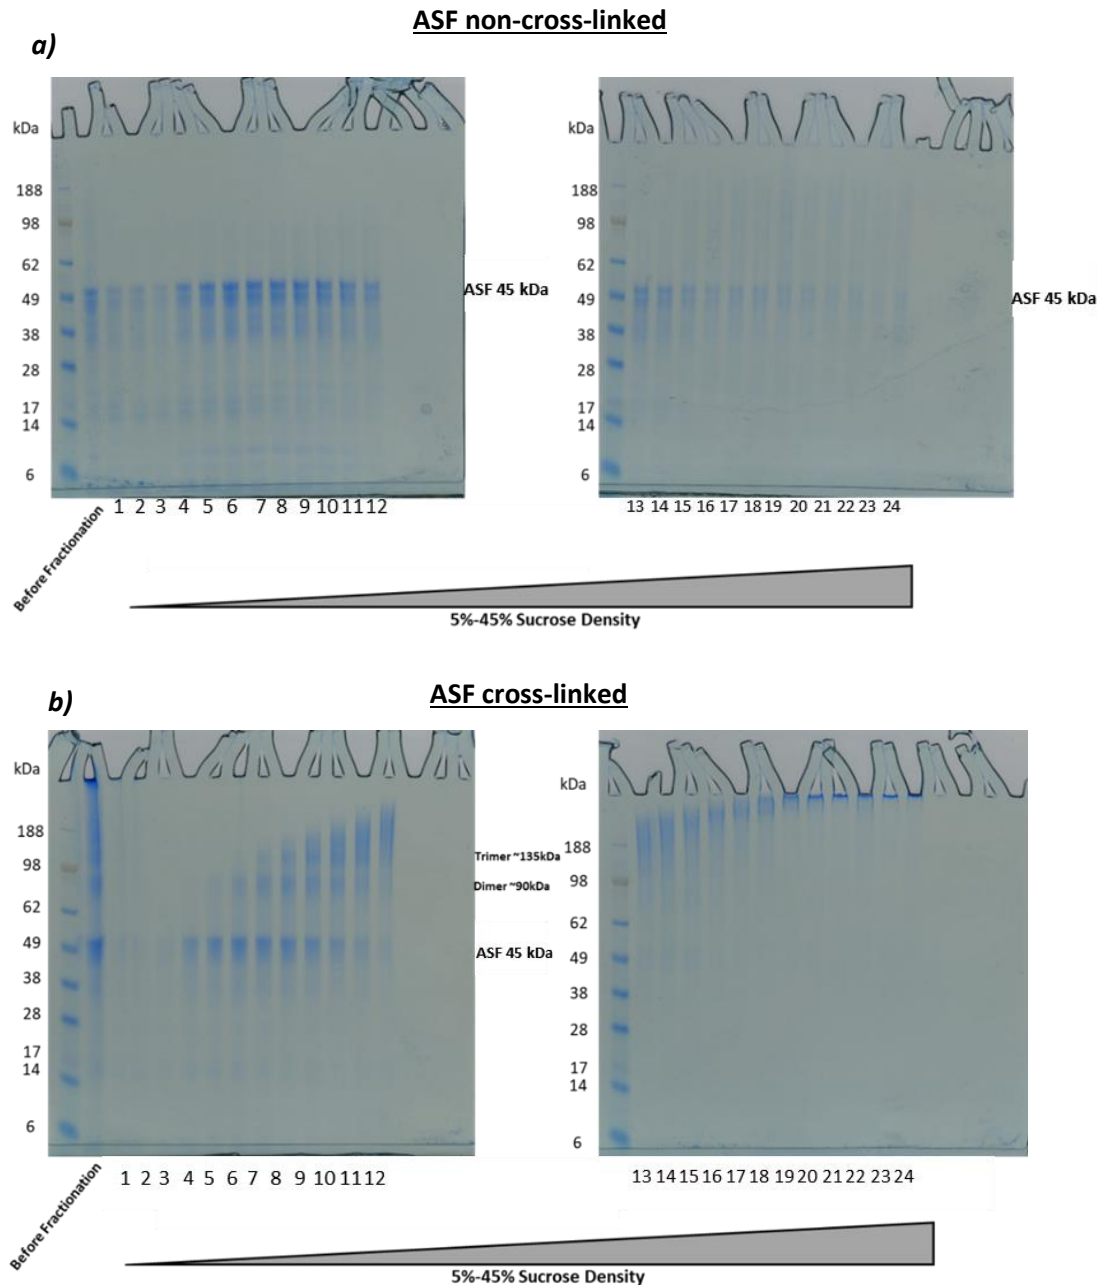 ASF non-cross-linked
a)
kDa
188
98
62
49
38
28
17
14
6
ASF 45 kDa
Before Fractionation
1 2 3 4 5 6 7 8 9 10 11 12
kDa
188
98
62
49
38
28
17
14
6
ASF 45 kDa
13 14 15 16 17 18 19 20 21 22 23 24
5%-45% Sucrose Density
ASF cross-linked
b)
kDa
188
98
62
49
38
28
17
14
6
Trimer ~135kDa
Dimer ~90kDa
ASF 45 kDa
Before Fractionation
1 2 3 4 5 6 7 8 9 10 11 12
kDa
188
98
62
49
38
28
17
14
6
13 14 15 16 17 18 19 20 21 22 23 24
5%-45% Sucrose Density